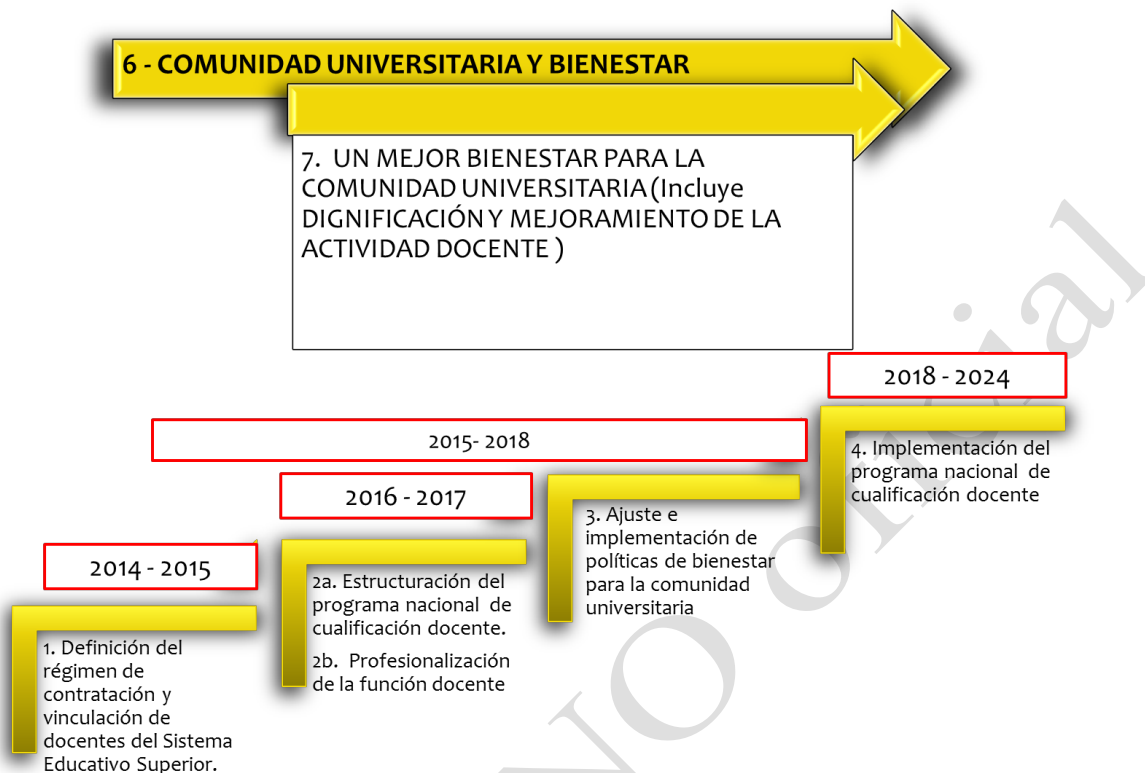 6 - COMUNIDAD UNIVERSITARIA Y BIENESTAR
7. UN MEJOR BIENESTAR PARA LA
COMUNIDAD UNIVERSITARIA (Incluye
DIGNIFICACIÓN Y MEJORAMIENTO DE LA
ACTIVIDAD DOCENTE )
2014 - 2015
1. Definición del
régimen de
contratación y
vinculación de
docentes del Sistema
Educativo Superior.
2015- 2018
2016 - 2017
2a. Estructuración del
programa nacional de
cualificación docente.
2b. Profesionalización
de la función docente
3. Ajuste e
implementación de
políticas de bienestar
para la comunidad
universitaria
2018 - 2024
4. Implementación del
programa nacional de
cualificación docente
NO oficial